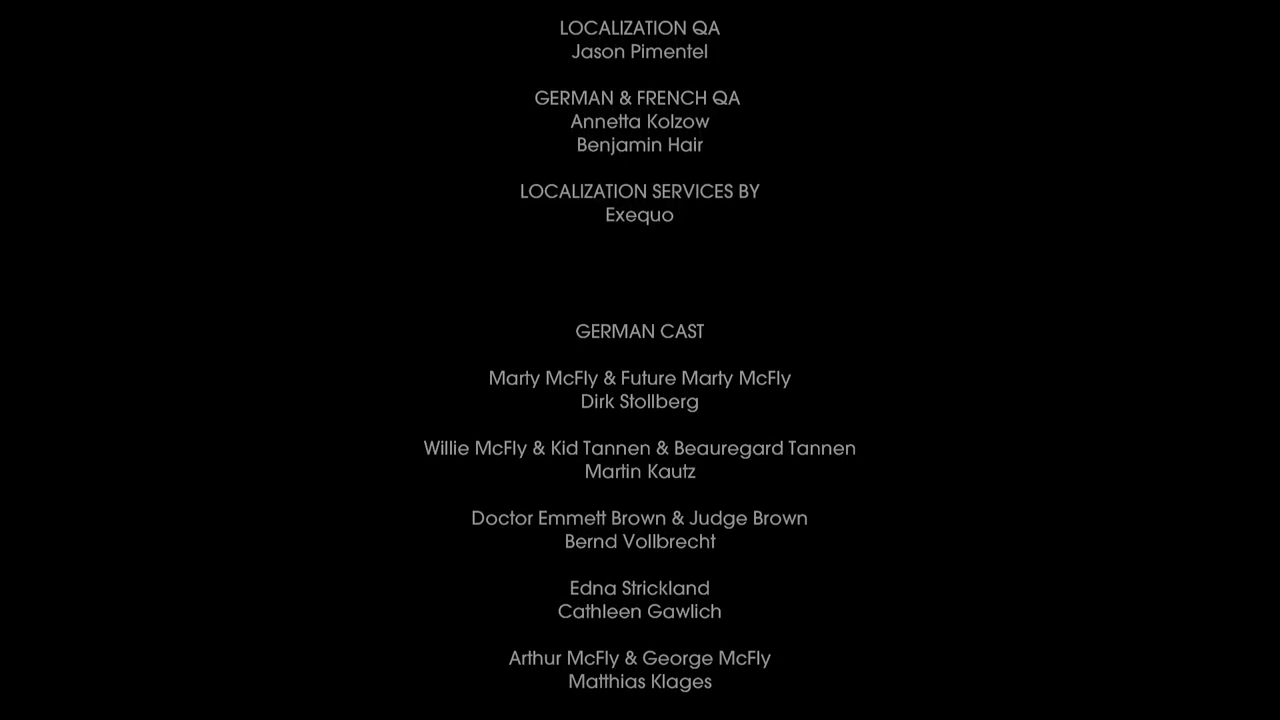 LOCALIZATION QA
Jason Pimentel
GERMAN & FRENCH QA
Annetta Kolzow
Benjamin Hair
LOCALIZATION SERVICES BY
Exequo
GERMAN CAST
Marty McFly & Future Marty McFly
Dirk Stollberg
Willie McFly & Kid Tannen & Beauregard Tannen
Martin Kautz
Doctor Emmett Brown & Judge Brown
Bernd Vollbrecht
Edna Strickland
Cathleen Gawlich
Arthur McFly & George McFly
Matthias Klages